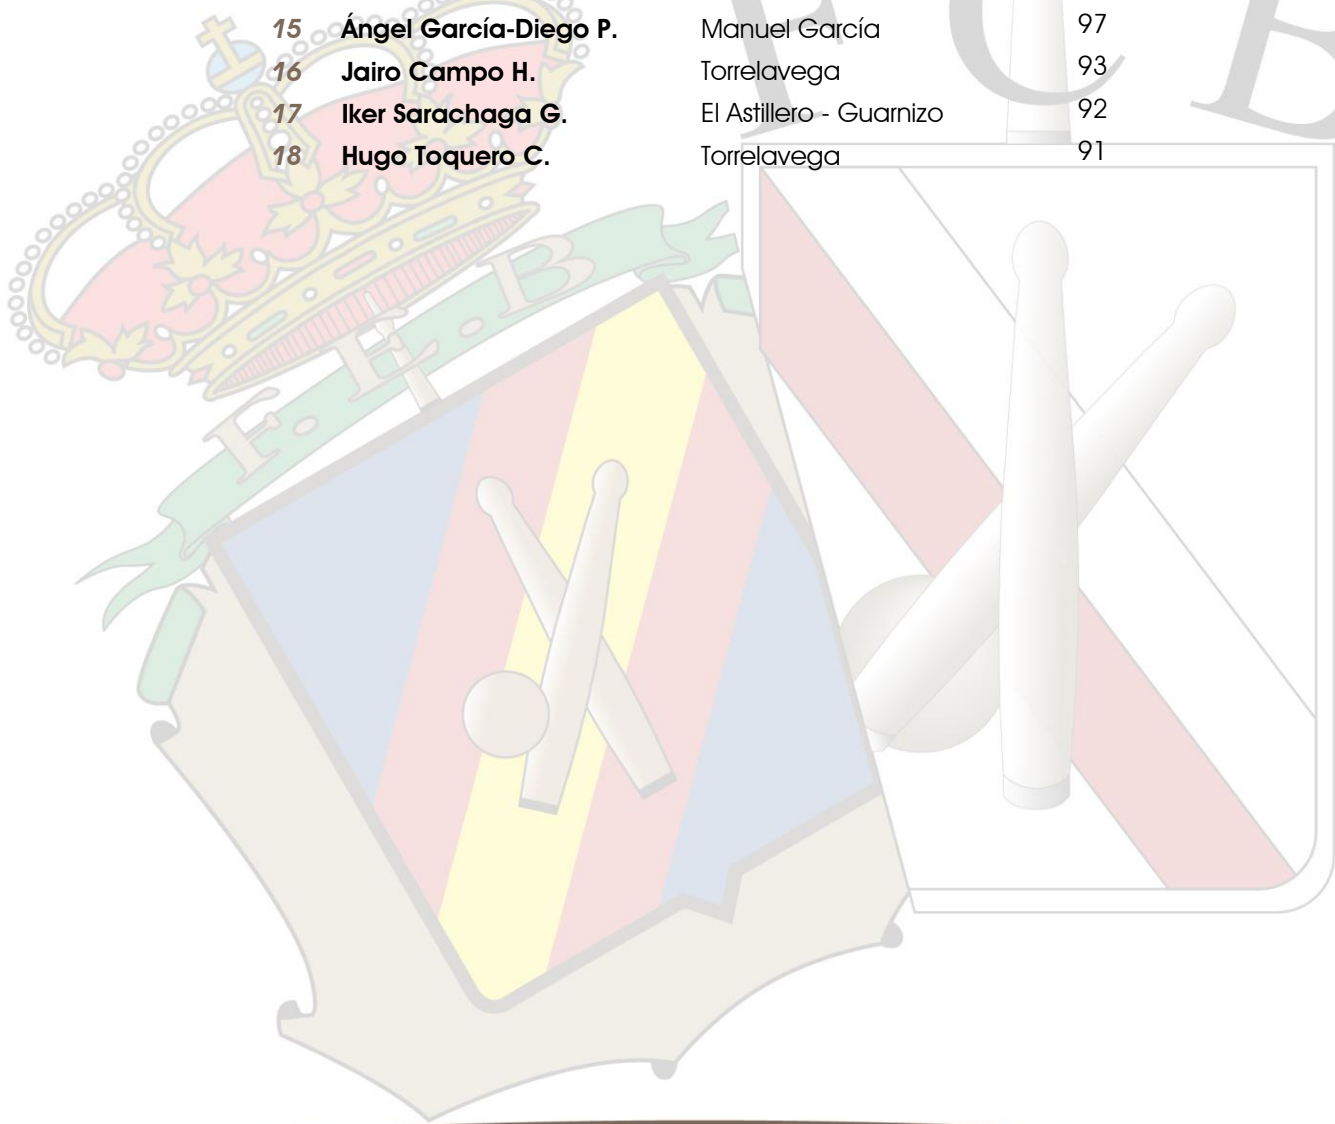 15 Ángel García-Diego P. Manuel García 97
16 Jairo Campo H. Torrelavega 93
17 Iker Sarachaga G. El Astillero - Guarnizo 92
18 Hugo Toquero C. Torrelavega 91
F C B
F.E.B